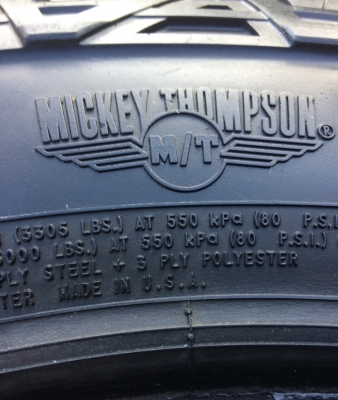 MICKEY THOMPSON®
M/T
(3305 LBS.) AT 550 kPa (80 P.S.I.
LBS.) AT 550 kPa (80 P.S.I.)
PLY STEEL + 3 PLY POLYESTER
MADE IN U.S.A.